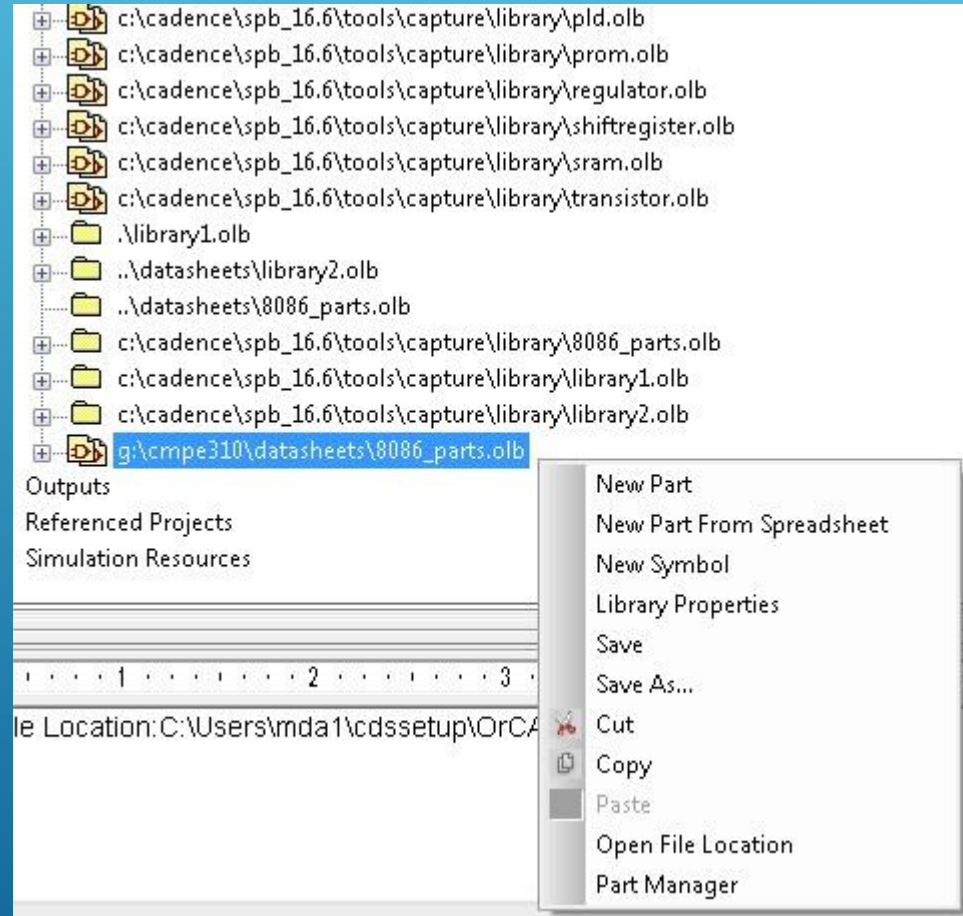 c:\cadence\spb_16.6\tools\capture\library\pld.olb
c:\cadence\spb_16.6\tools\capture\library\prom.olb
c:\cadence\spb_16.6\tools\capture\library\regulator.olb
c:\cadence\spb_16.6\tools\capture\library\shiftregister.olb
c:\cadence\spb_16.6\tools\capture\library\sram.olb
c:\cadence\spb_16.6\tools\capture\library\transistor.olb
.\library1.olb
..\datasheets\library2.olb
..\datasheets\8086_parts.olb
c:\cadence\spb_16.6\tools\capture\library\8086_parts.olb
c:\cadence\spb_16.6\tools\capture\library\library1.olb
c:\cadence\spb_16.6\tools\capture\library\library2.olb
g:\cmpe310\datasheets\8086_parts.olb
Outputs
Referenced Projects
Simulation Resources
1 2 3
le Location:C:\Users\mda1\cdssetup\OrCA
New Part
New Part From Spreadsheet
New Symbol
Library Properties
Save
Save As...
Cut
Copy
Paste
Open File Location
Part Manager